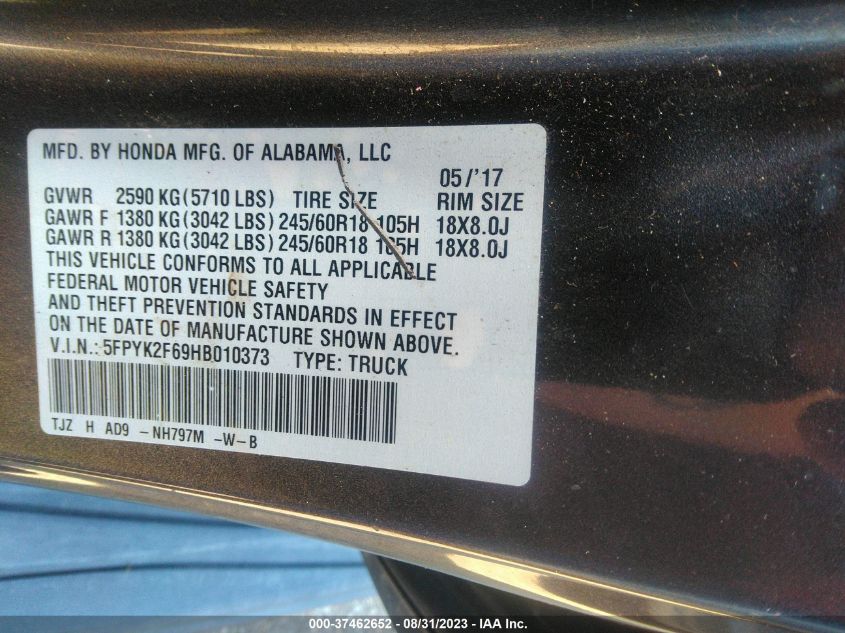 MFD. BY HONDA MFG. OF ALABAMA, LLC
05/'17
GVWR 2590 KG(5710 LBS) TIRE SIZE RIM SIZE
GAWR F 1380 KG(3042 LBS) 245/60R18 105H 18X8.0J
GAWR R 1380 KG(3042 LBS) 245/60R18 105H 18X8.0J
THIS VEHICLE CONFORMS TO ALL APPLICABLE
FEDERAL MOTOR VEHICLE SAFETY
AND THEFT PREVENTION STANDARDS IN EFFECT
ON THE DATE OF MANUFACTURE SHOWN ABOVE.
V.I.N.: 5FPYK2F69HB010373 TYPE: TRUCK
TJZ H AD9 -NH797M -W-B
000-37462652 - 08/31/2023 - IAA Inc.